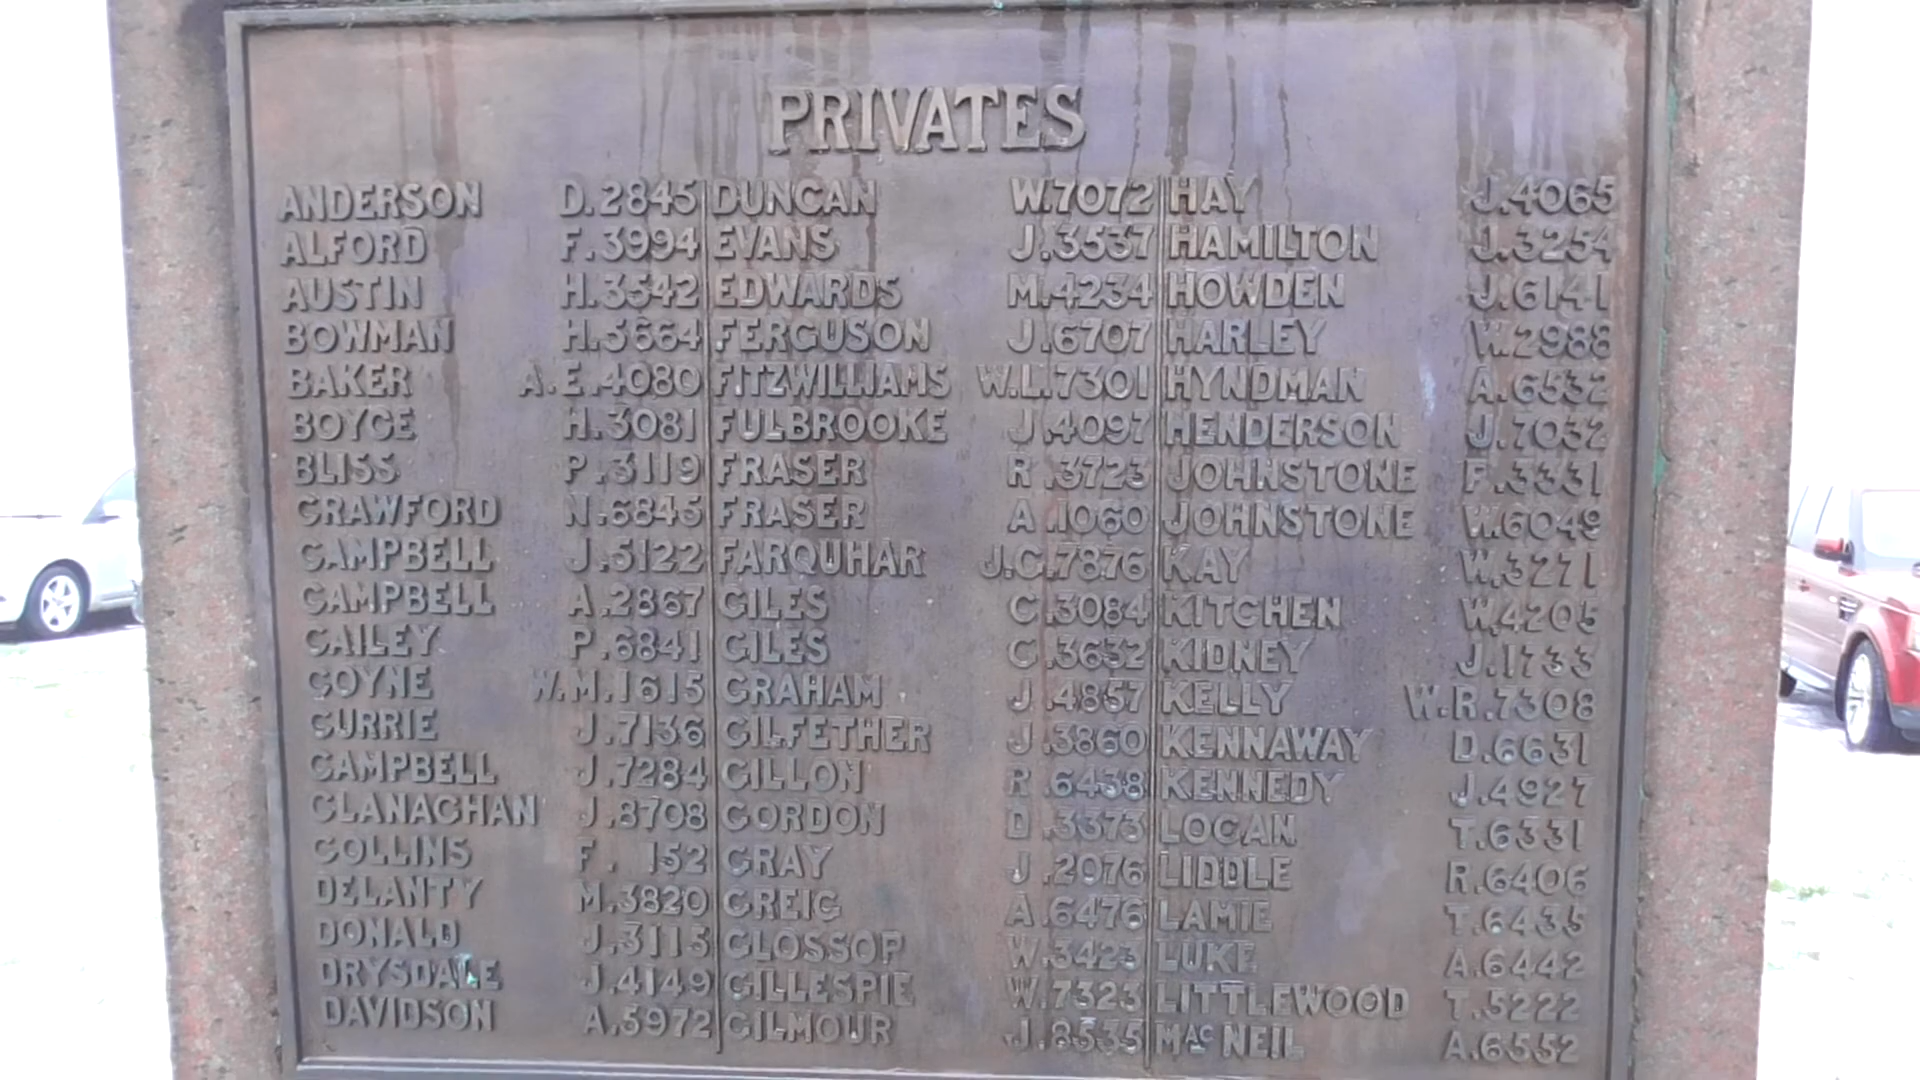 PRIVATES
ANDERSON D.2845 DUNCAN W.7072 HAY J.4065
ALFORD F.3994 EVANS J.3537 HAMILTON J.3254
AUSTIN H.3542 EDWARDS M.4234 HOWDEN J.6141
BOWMAN H.5664 FERGUSON J.6707 HARLEY W.2988
BAKER A.E.4080 FITZWILLIAMS W.L.7301 HYNDMAN A.6532
BOYCE H.3081 FULBROOKE J.4097 HENDERSON J.7032
BLISS P.3119 FRASER R.3723 JOHNSTONE F.3331
CRAWFORD N.6845 FRASER A.1060 JOHNSTONE W.6049
CAMPBELL J.5122 FARQUHAR J.C.7876 KAY W.3271
CAMPBELL A.2867 GILES C.3084 KITCHEN W.4205
CAILEY P.6841 GILES C.3632 KIDNEY J.1733
COYNE W.M.1615 GRAHAM J.4857 KELLY W.R.7308
CURRIE J.7136 GILFETHER J.3860 KENNAWAY D.6631
CAMPBELL J.7284 GILLON R.6438 KENNEDY J.4927
CLANACHAN J.8708 GORDON D.3373 LOGAN T.6331
COLLINS F. 152 GRAY J.2076 LIDDLE R.6406
DELANTY M.3820 GREIG A.6476 LAMIE T.6435
DONALD J.3115 GLOSSOP W.3423 LUKE A.6442
DRYSDALE J.4149 GILLESPIE W.7323 LITTLEWOOD T.5222
DAVIDSON A.5972 GILMOUR J.8535 MAC NEIL A.6552